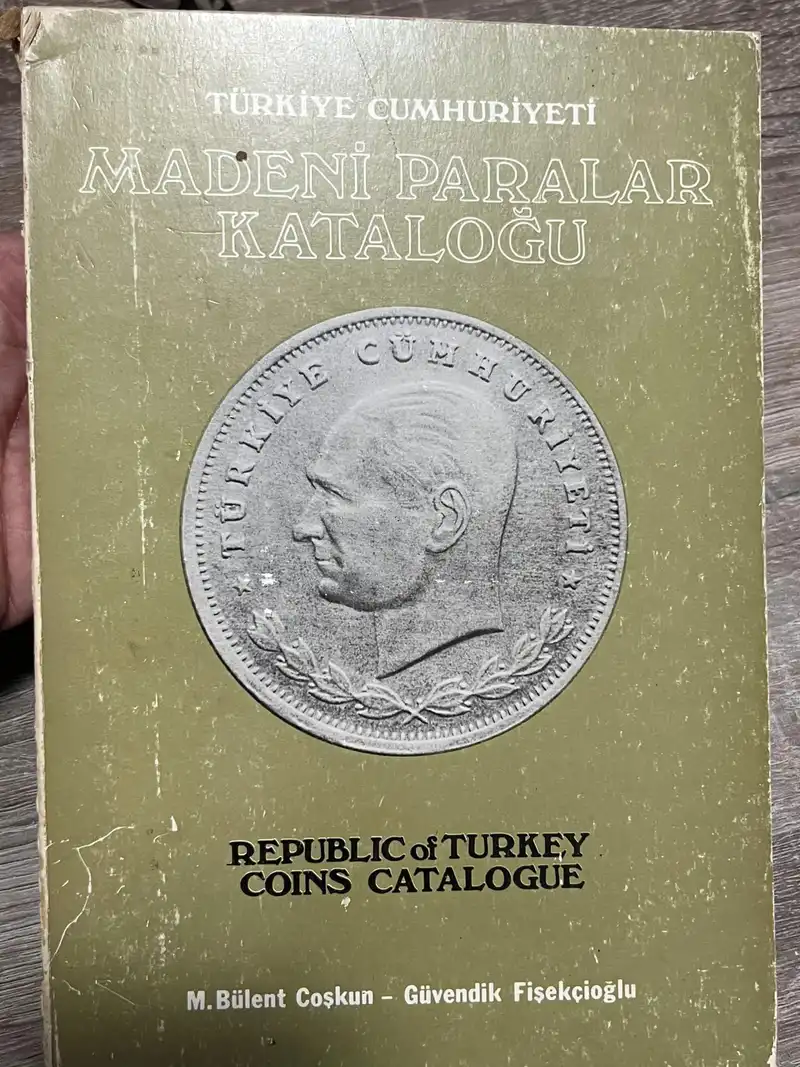 TÜRKİYE CUMHURİYETİ
MADENİ PARALAR
KATALOĞU
★ TÜRKİYE CÜMHURİYETİ ★
REPUBLIC of TURKEY
COINS CATALOGUE
M.Bülent Coşkun – Güvendik Fişekçioğlu